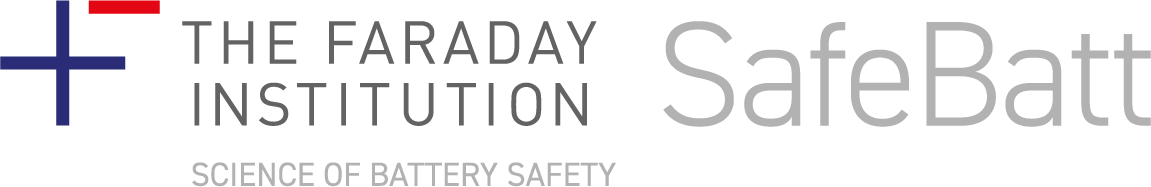 THE FARADAY
INSTITUTION
SafeBatt
SCIENCE OF BATTERY SAFETY